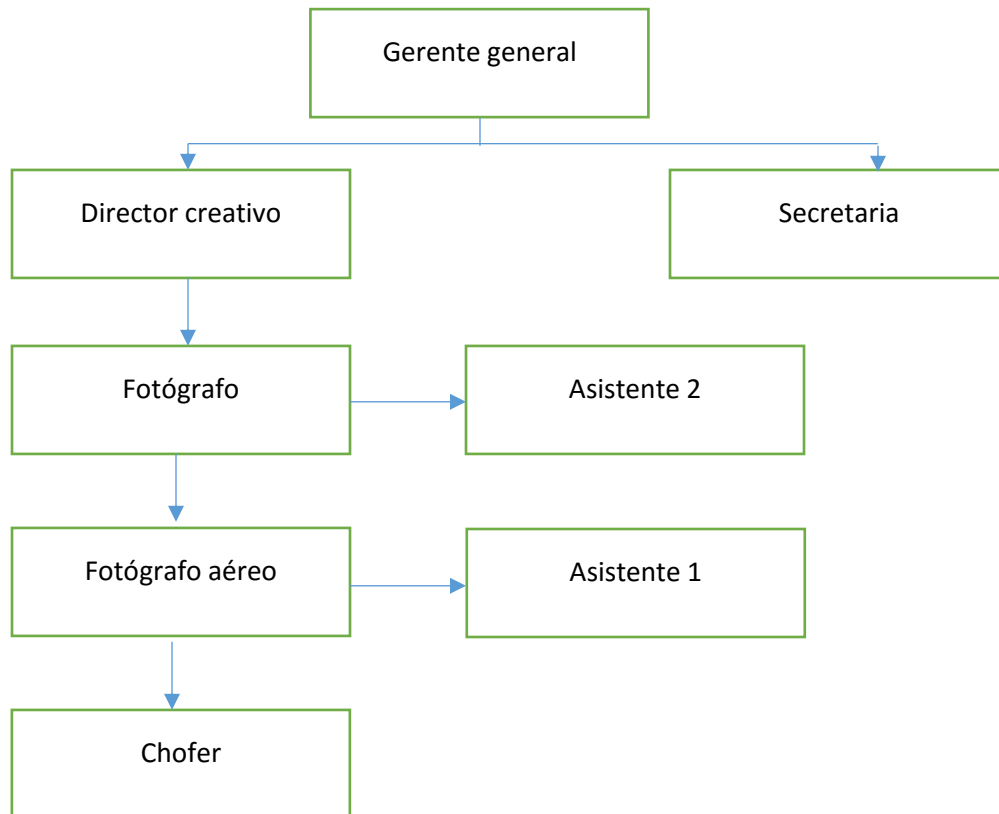 Gerente general
Director creativo
Secretaria
Fotógrafo
Asistente 2
Fotógrafo aéreo
Asistente 1
Chofer